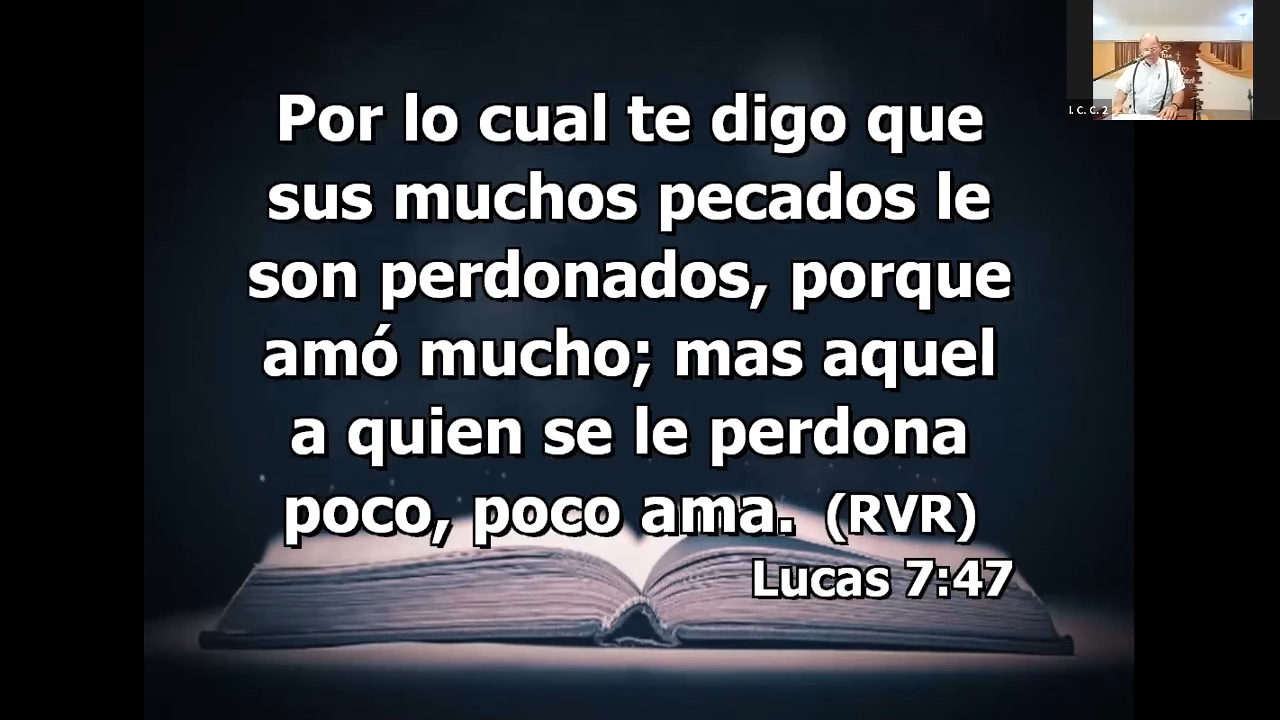 Por lo cual te digo que
sus muchos pecados le
son perdonados, porque
amó mucho; mas aquel
a quien se le perdona
poco, poco ama. (RVR)
Lucas 7:47
I. C. C. 2